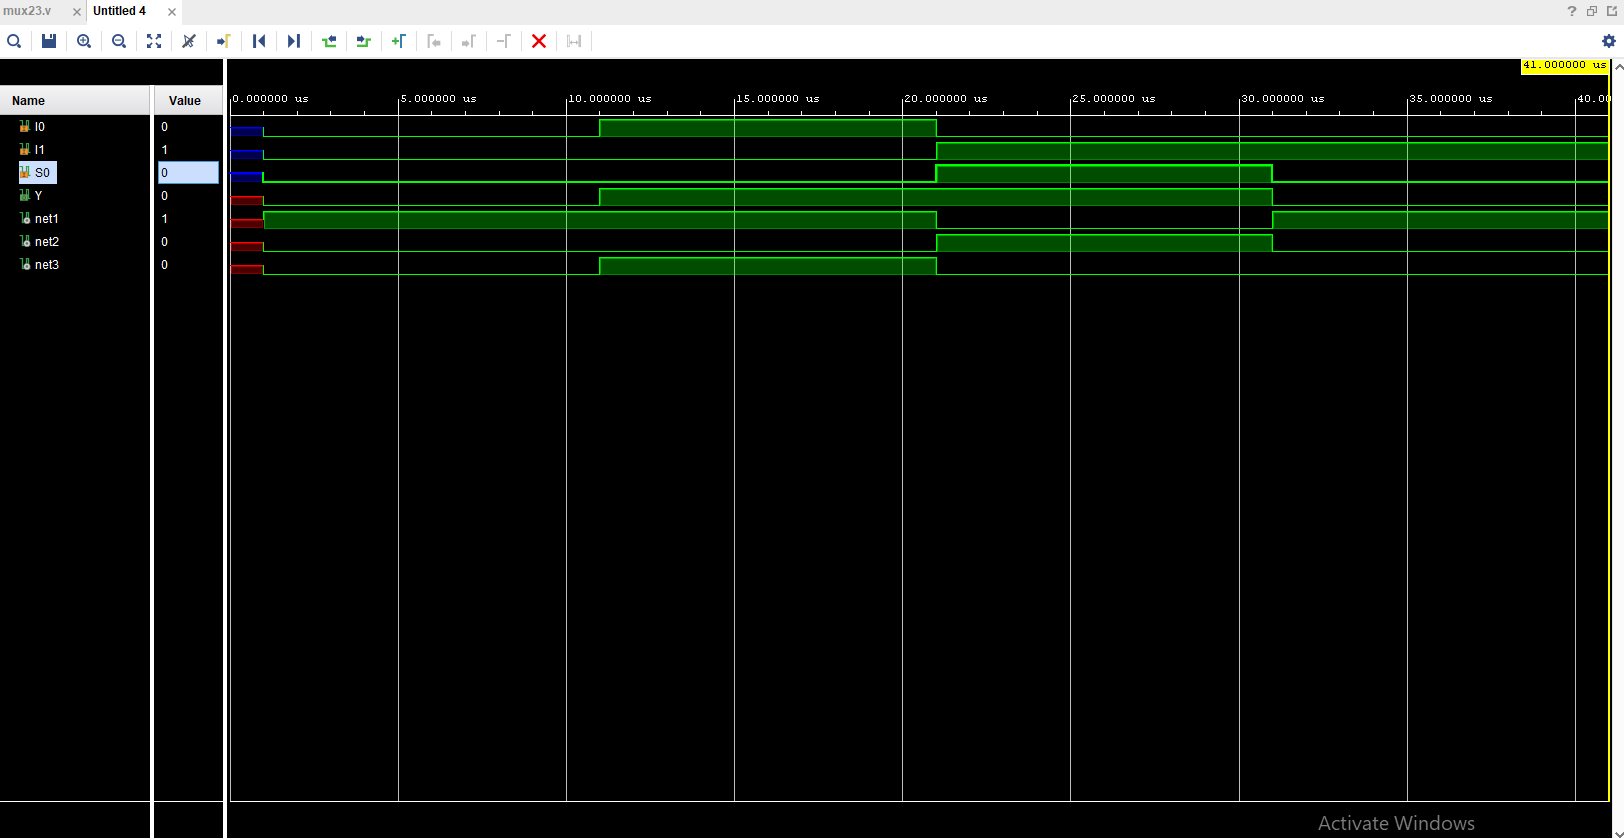 mux23.v
Untitled 4
41.000000 us
Name
Value
0.000000 us
5.000000 us
10.000000 us
15.000000 us
20.000000 us
25.000000 us
30.000000 us
35.000000 us
40.00
I0 0
I1 1
S0 0
Y 0
net1 1
net2 0
net3 0
Activate Windows